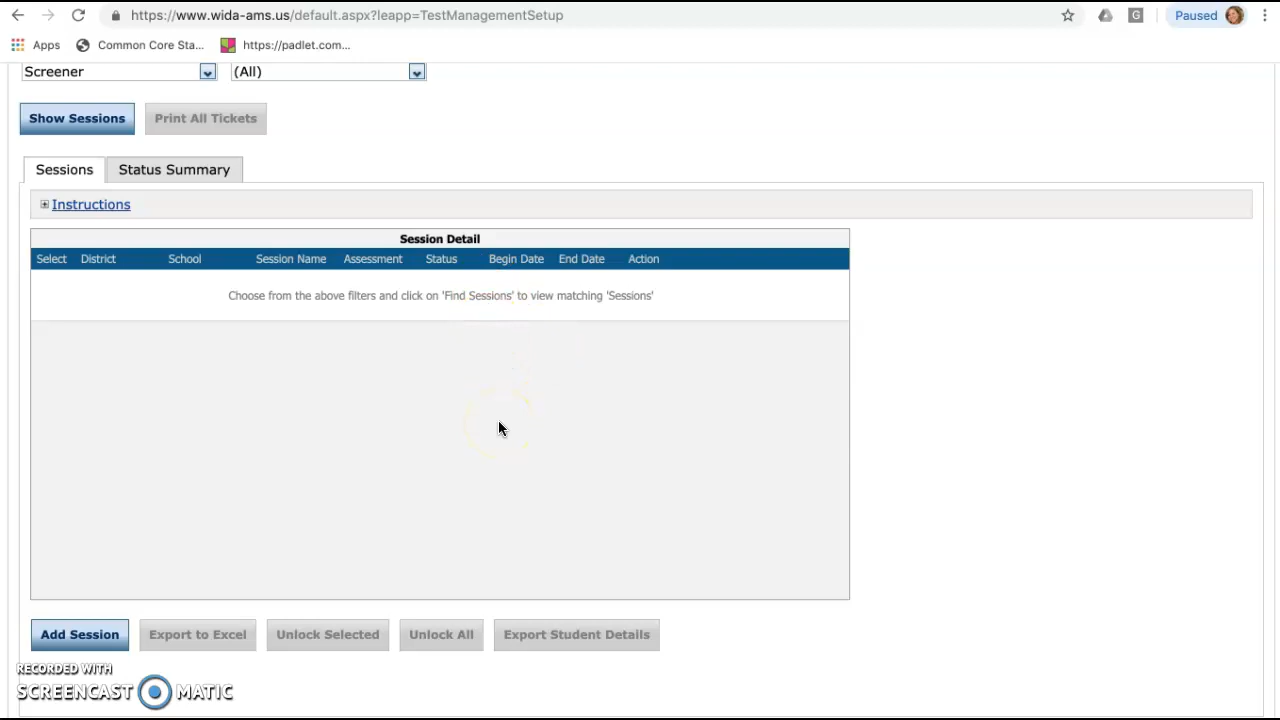 https://www.wida-ams.us/default.aspx?leapp=TestManagementSetup
G
Paused
Apps
Common Core Sta...
https://padlet.com...
Screener
(All)
Show Sessions
Print All Tickets
Sessions
Status Summary
Instructions
Session Detail
Select District School Session Name Assessment Status Begin Date End Date Action
Choose from the above filters and click on 'Find Sessions' to view matching 'Sessions'
Add Session
Export to Excel
Unlock Selected
Unlock All
Export Student Details
RECORDED WITH
SCREENCAST MATIC